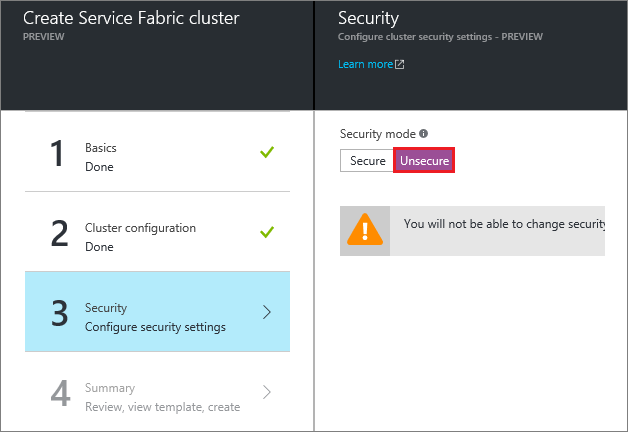 Create Service Fabric cluster
PREVIEW
1
Basics
Done
2
Cluster configuration
Done
3
Security
Configure security settings
4
Summary
Review, view template, create
Security
Configure cluster security settings - PREVIEW
Learn more
Security mode
Secure Unsecure
You will not be able to change security